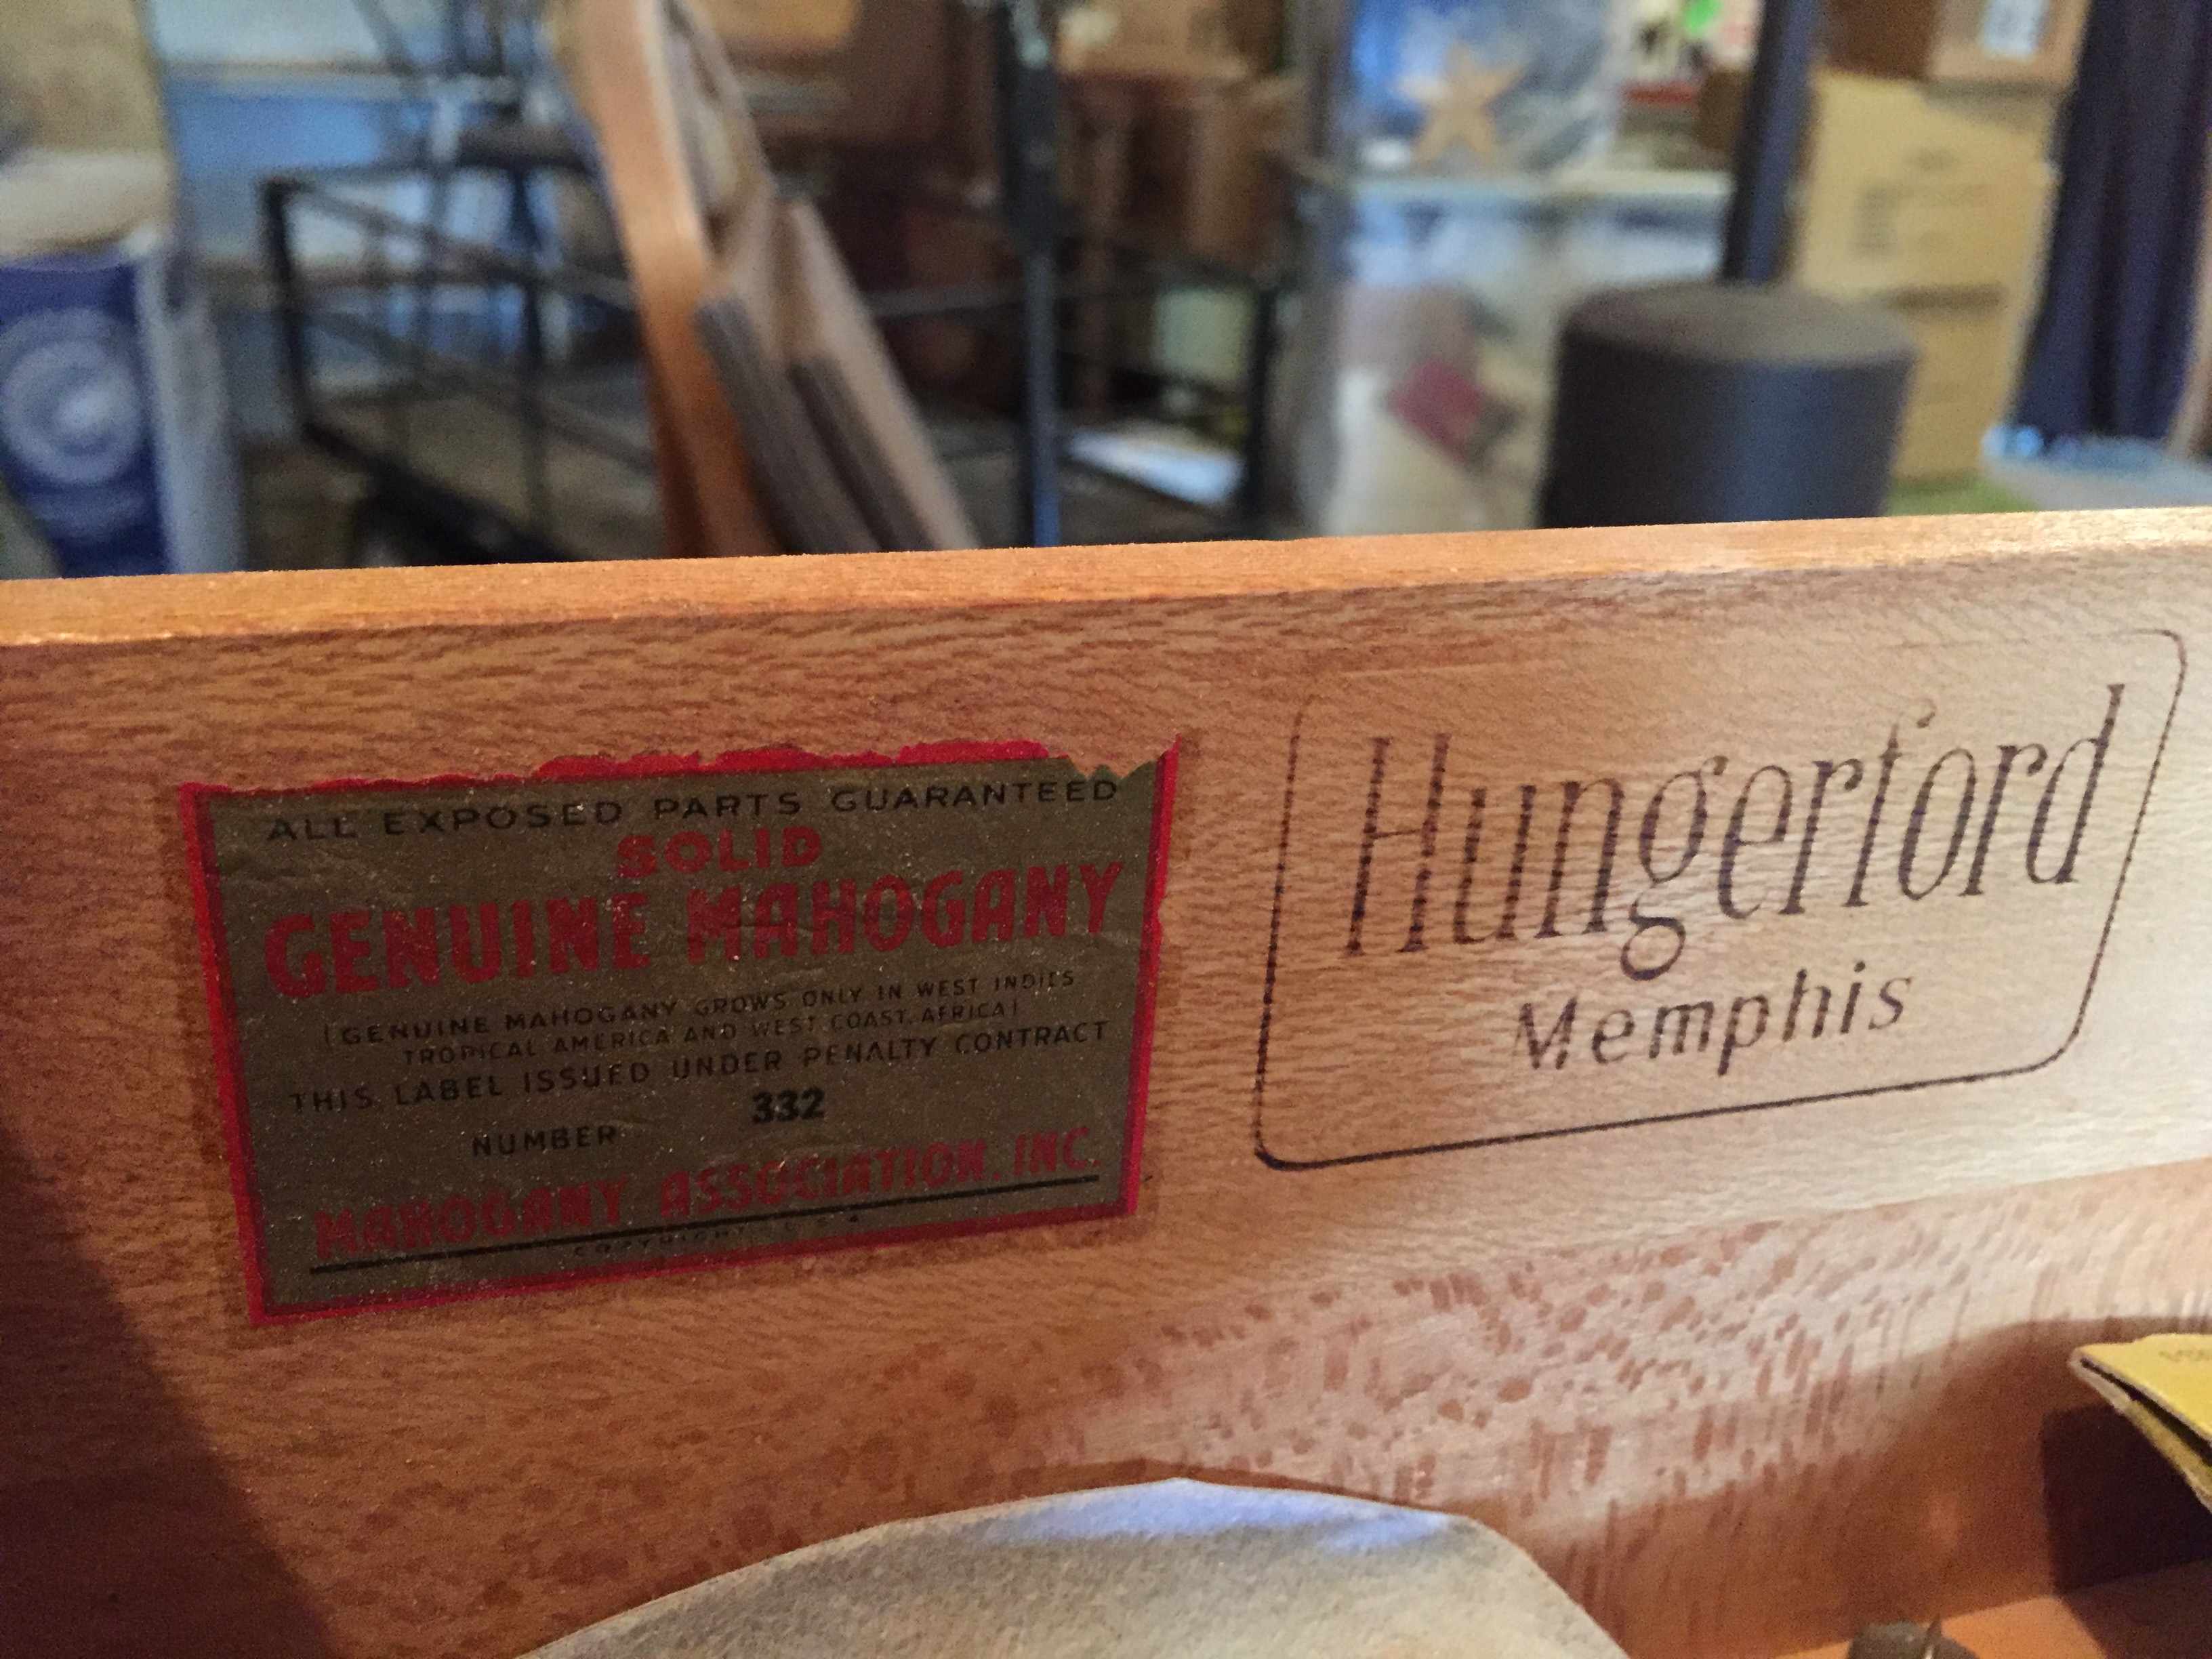 ALL EXPOSED PARTS GUARANTEED
SOLID
GENUINE MAHOGANY
(GENUINE MAHOGANY GROWS ONLY IN WEST INDIES
TROPICAL AMERICA AND WEST COAST, AFRICA)
THIS LABEL ISSUED UNDER PENALTY CONTRACT
NUMBER 332
MAHOGANY ASSOCIATION, INC.
COPYRIGHT U.S.A.
Hungerford
Memphis